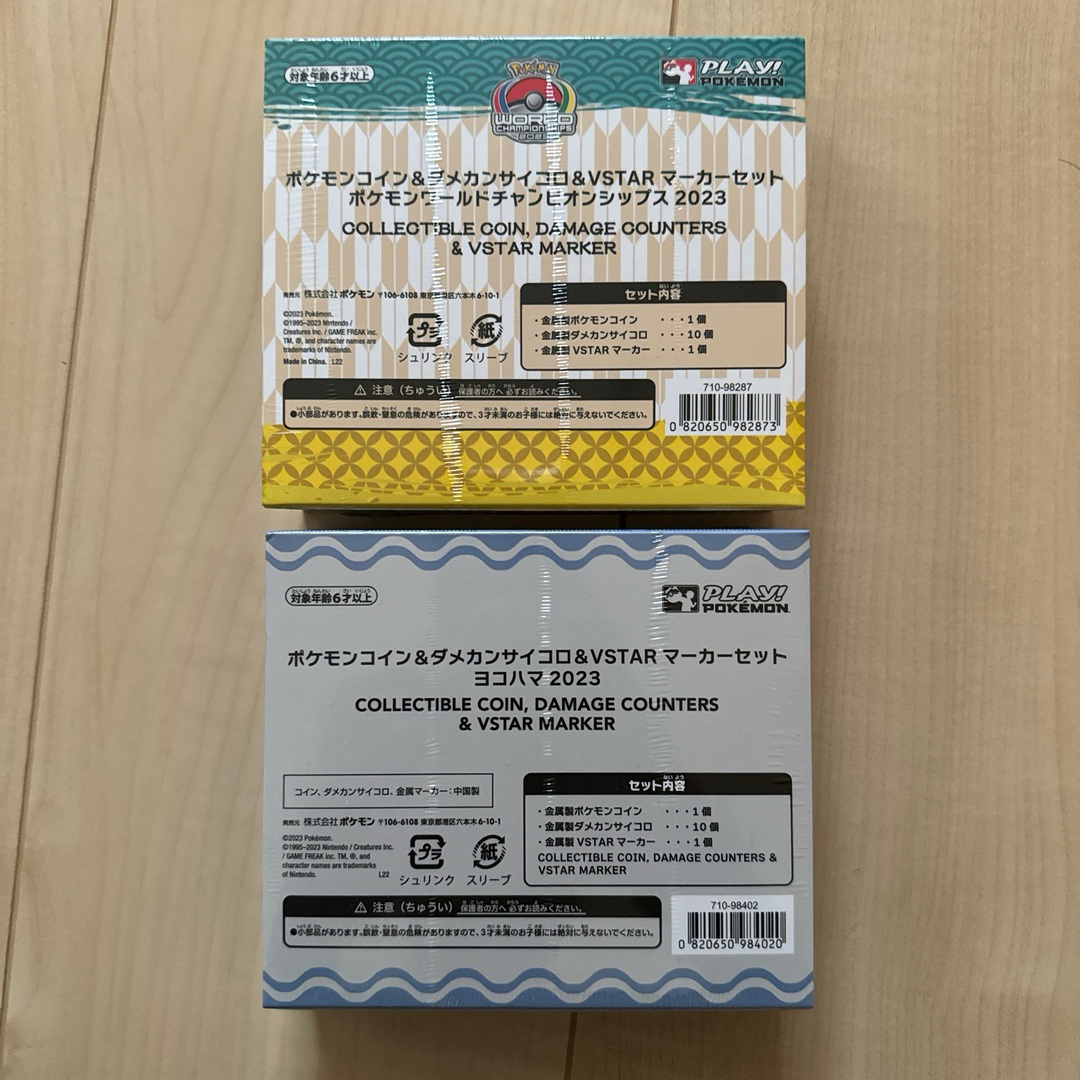 対象年齢6才以上
Pokémon
WORLD
CHAMPIONSHIPS
2023
PLAY!
POKÉMON
ポケモンコイン＆ダメカンサイコロ＆VSTAR マーカーセット
ポケモンワールドチャンピオンシップス 2023
COLLECTIBLE COIN, DAMAGE COUNTERS
& VSTAR MARKER
発売元 株式会社ポケモン 〒106-6108 東京都港区六本木6-10-1
©2023 Pokémon.
©1995-2023 Nintendo /
Creatures Inc. / GAME FREAK inc.
TM, ®, and character names are
trademarks of Nintendo.
Made in China. L22
プラ
シュリンク
紙
スリーブ
セット内容
・金属製ポケモンコイン ・・・1個
・金属製ダメカンサイコロ ・・・10個
・金属製 VSTAR マーカー ・・・1個
⚠ 注意（ちゅうい） 保護者の方へ 必ずお読みください。
●小部品があります。誤飲・窒息の危険がありますので、3才未満のお子様には絶対に与えないでください。
710-98287
0 820650 982873
対象年齢6才以上
PLAY!
POKÉMON
ポケモンコイン＆ダメカンサイコロ＆VSTAR マーカーセット
ヨコハマ 2023
COLLECTIBLE COIN, DAMAGE COUNTERS
& VSTAR MARKER
コイン、ダメカンサイコロ、金属マーカー：中国製
発売元 株式会社ポケモン 〒106-6108 東京都港区六本木6-10-1
©2023 Pokémon.
©1995-2023 Nintendo / Creatures Inc.
/ GAME FREAK inc. TM, ®, and
character names are trademarks
of Nintendo. L22
プラ
シュリンク
紙
スリーブ
セット内容
・金属製ポケモンコイン ・・・1個
・金属製ダメカンサイコロ ・・・10個
・金属製 VSTAR マーカー ・・・1個
COLLECTIBLE COIN, DAMAGE COUNTERS &
VSTAR MARKER
⚠ 注意（ちゅうい） 保護者の方へ 必ずお読みください。
●小部品があります。誤飲・窒息の危険がありますので、3才未満のお子様には絶対に与えないでください。
710-98402
0 820650 984020